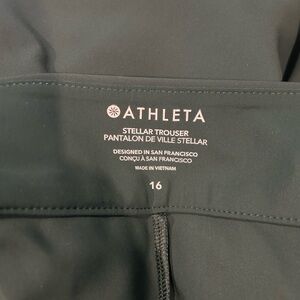 ATHLETA
STELLAR TROUSER
PANTALON DE VILLE STELLAR
DESIGNED IN SAN FRANCISCO
CONÇU À SAN FRANCISCO
MADE IN VIETNAM
16